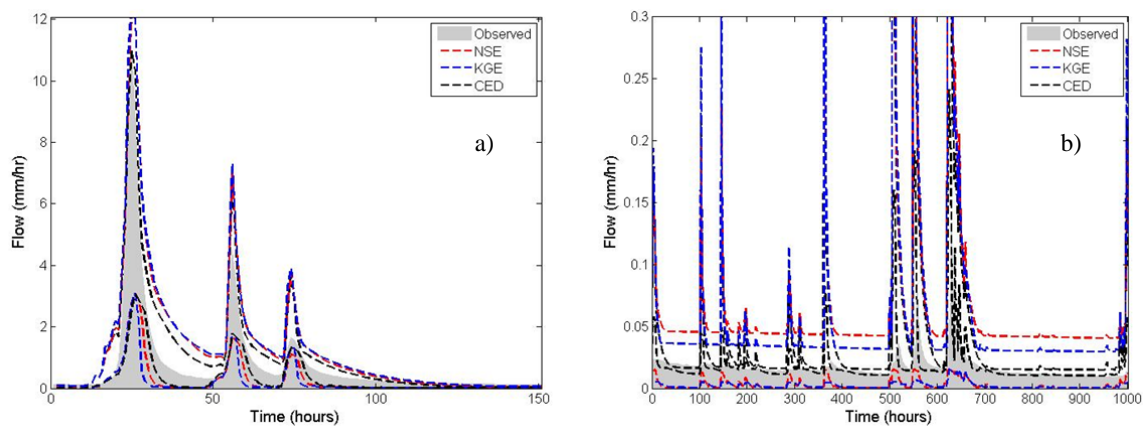 12
10
8
6
4
2
0
Flow (mm/hr)
0
50
100
150
Time (hours)
Observed
NSE
KGE
CED
a)
0.3
0.25
0.2
0.15
0.1
0.05
0
Flow (mm/hr)
0
100
200
300
400
500
600
700
800
900
1000
Time (hours)
Observed
NSE
KGE
CED
b)